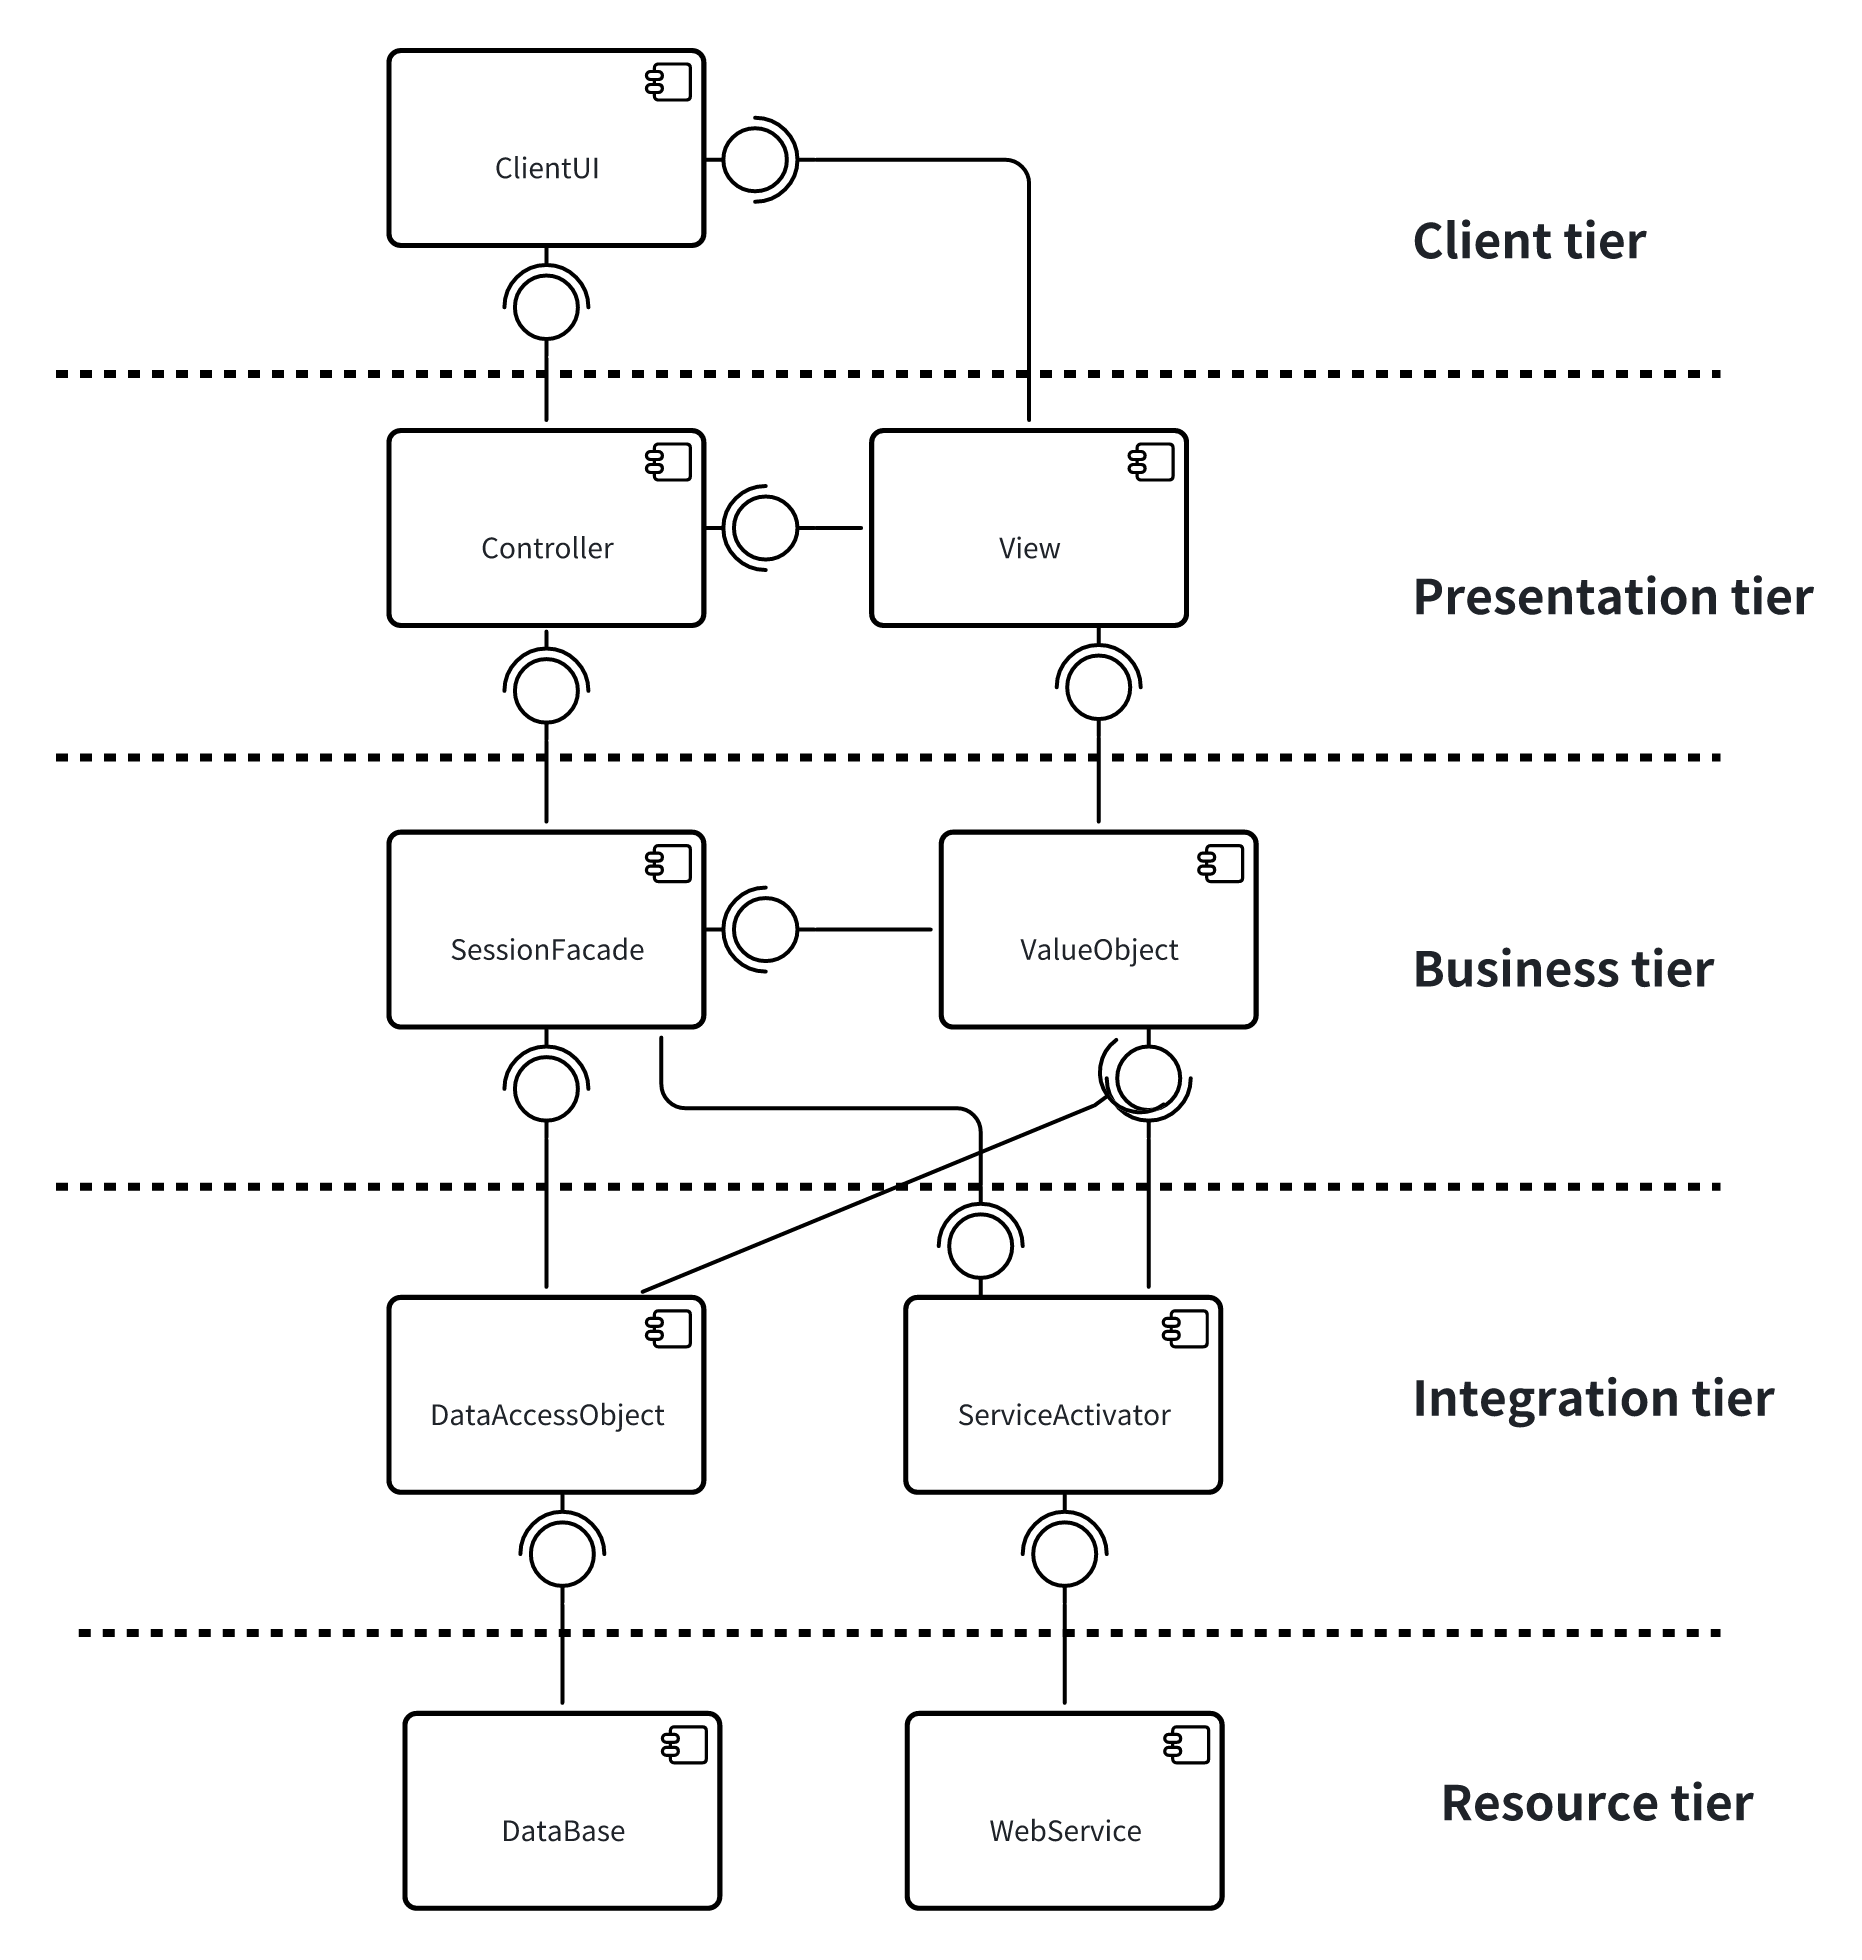 ClientUI
Client tier
Controller
View
Presentation tier
SessionFacade
ValueObject
Business tier
DataAccessObject
ServiceActivator
Integration tier
DataBase
WebService
Resource tier